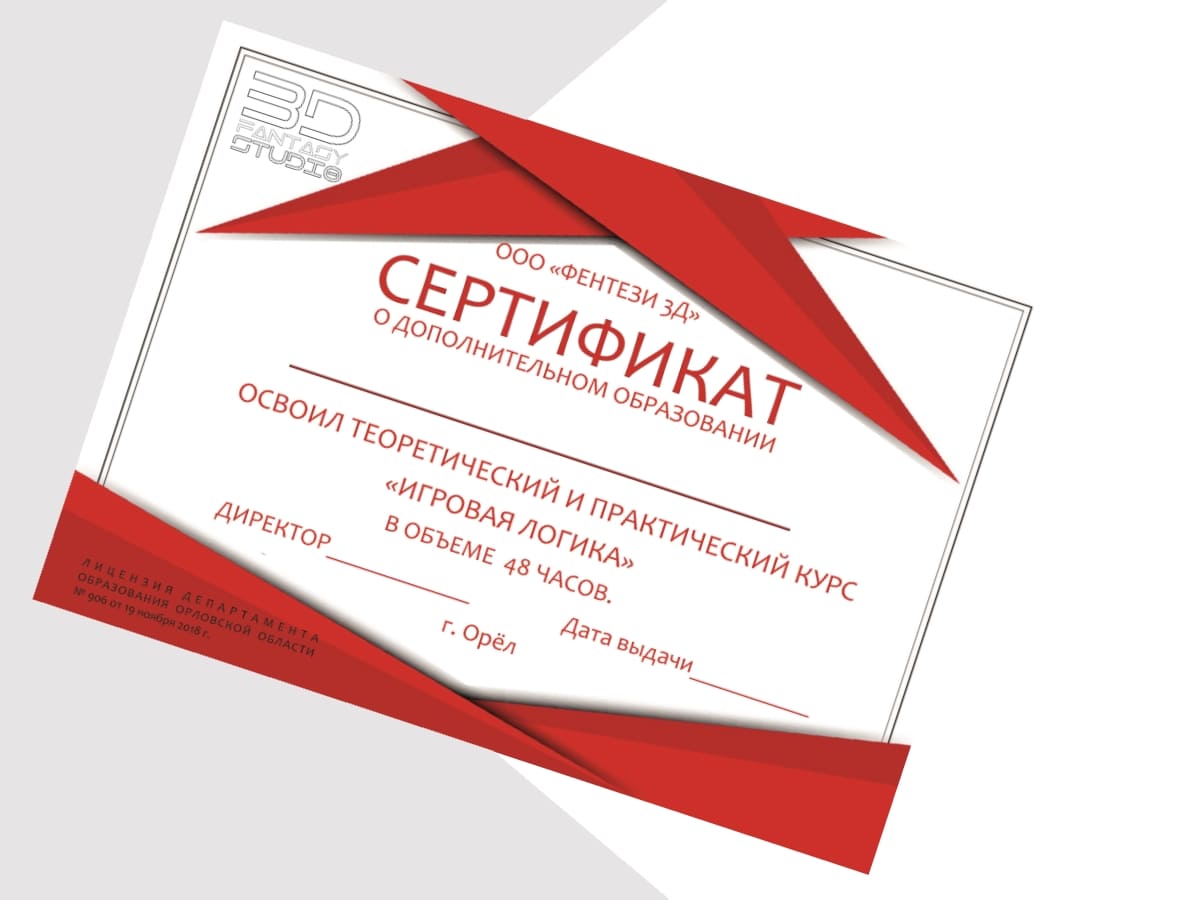 3D
FANTASY
STUDIO
ООО «ФЕНТЕЗИ 3Д»
СЕРТИФИКАТ
О ДОПОЛНИТЕЛЬНОМ ОБРАЗОВАНИИ
ОСВОИЛ ТЕОРЕТИЧЕСКИЙ И ПРАКТИЧЕСКИЙ КУРС
«ИГРОВАЯ ЛОГИКА»
В ОБЪЕМЕ 48 ЧАСОВ.
ДИРЕКТОР
г. Орёл
Дата выдачи
ЛИЦЕНЗИЯ ДЕПАРТАМЕНТА
ОБРАЗОВАНИЯ ОРЛОВСКОЙ ОБЛАСТИ
№ 906 от 19 ноября 2018 г.